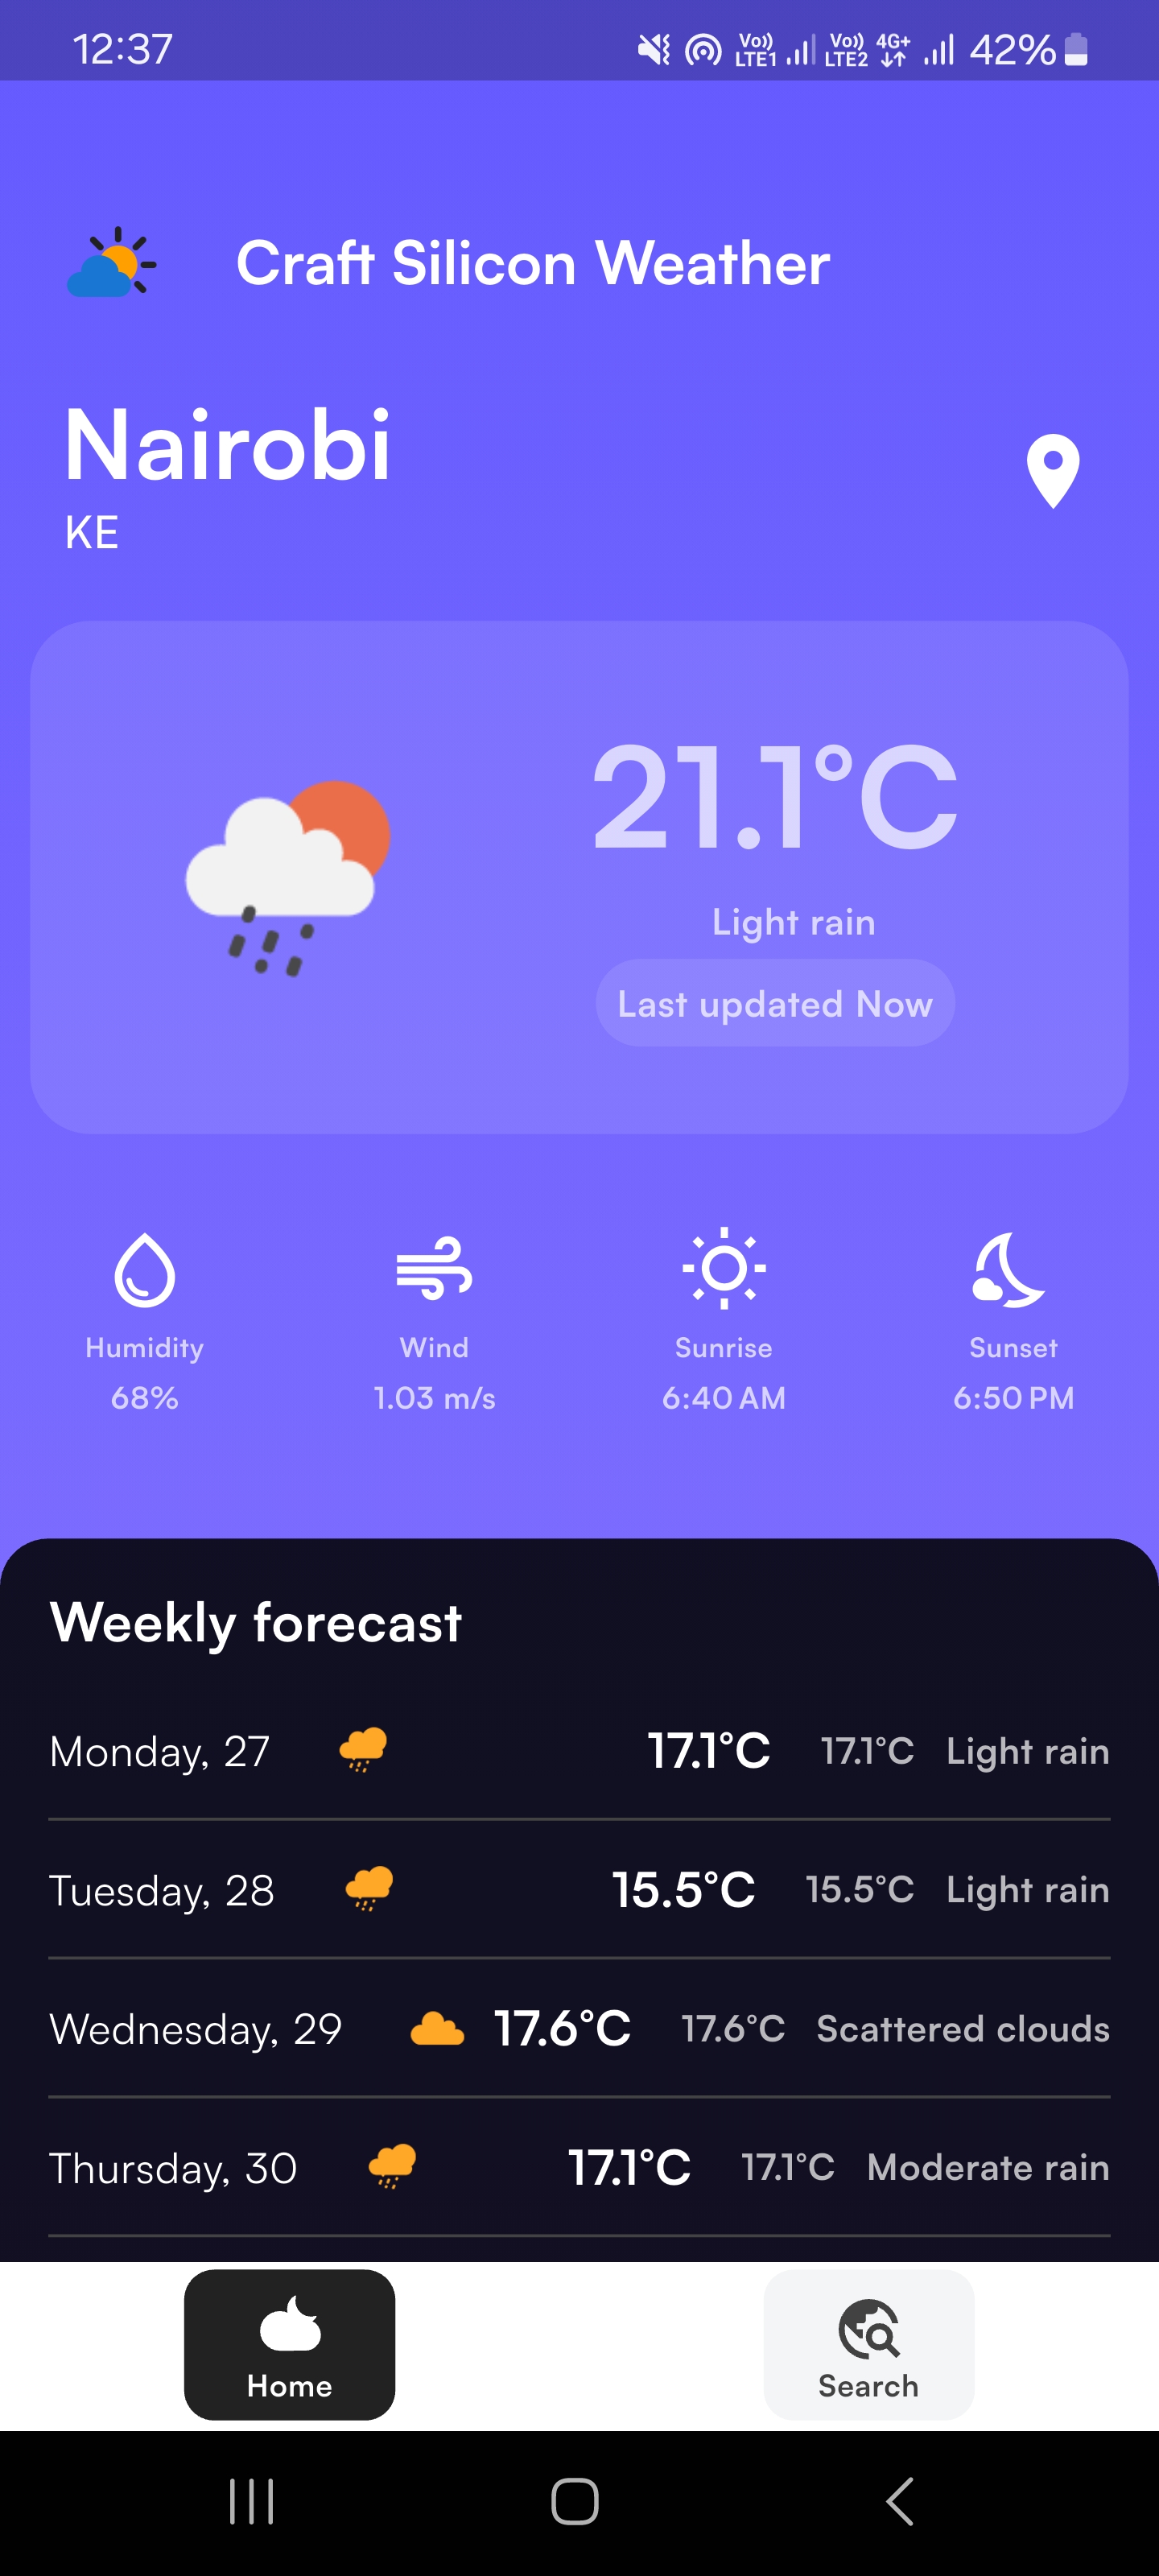 12:37 Vo)) LTE1 Vo)) LTE2 4G+ 42%
Craft Silicon Weather
Nairobi
KE
21.1°C
Light rain
Last updated Now
Humidity Wind Sunrise Sunset
68% 1.03 m/s 6:40 AM 6:50 PM
Weekly forecast
Monday, 27 17.1°C 17.1°C Light rain
Tuesday, 28 15.5°C 15.5°C Light rain
Wednesday, 29 17.6°C 17.6°C Scattered clouds
Thursday, 30 17.1°C 17.1°C Moderate rain
Home Search